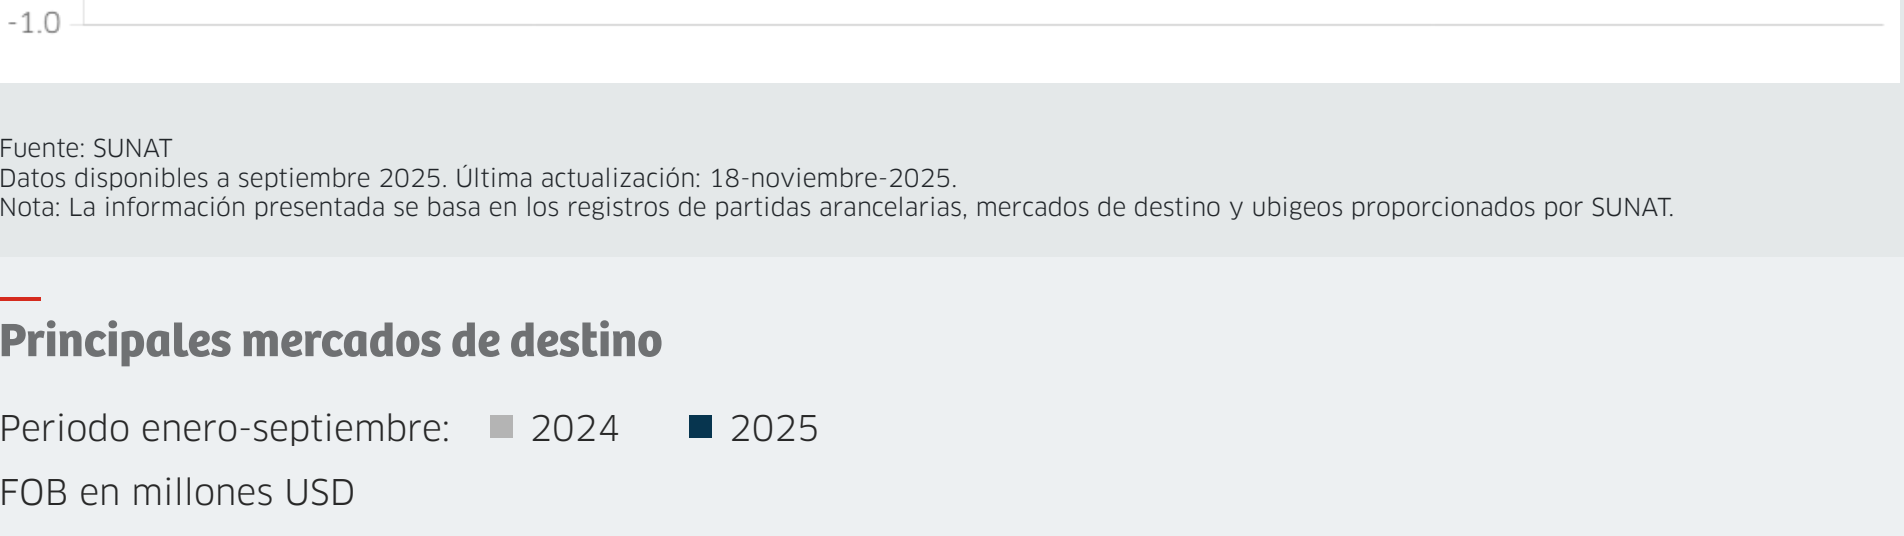 -1.0
Fuente: SUNAT
Datos disponibles a septiembre 2025. Última actualización: 18-noviembre-2025.
Nota: La información presentada se basa en los registros de partidas arancelarias, mercados de destino y ubigeos proporcionados por SUNAT.
Principales mercados de destino
Periodo enero-septiembre: 2024 2025
FOB en millones USD